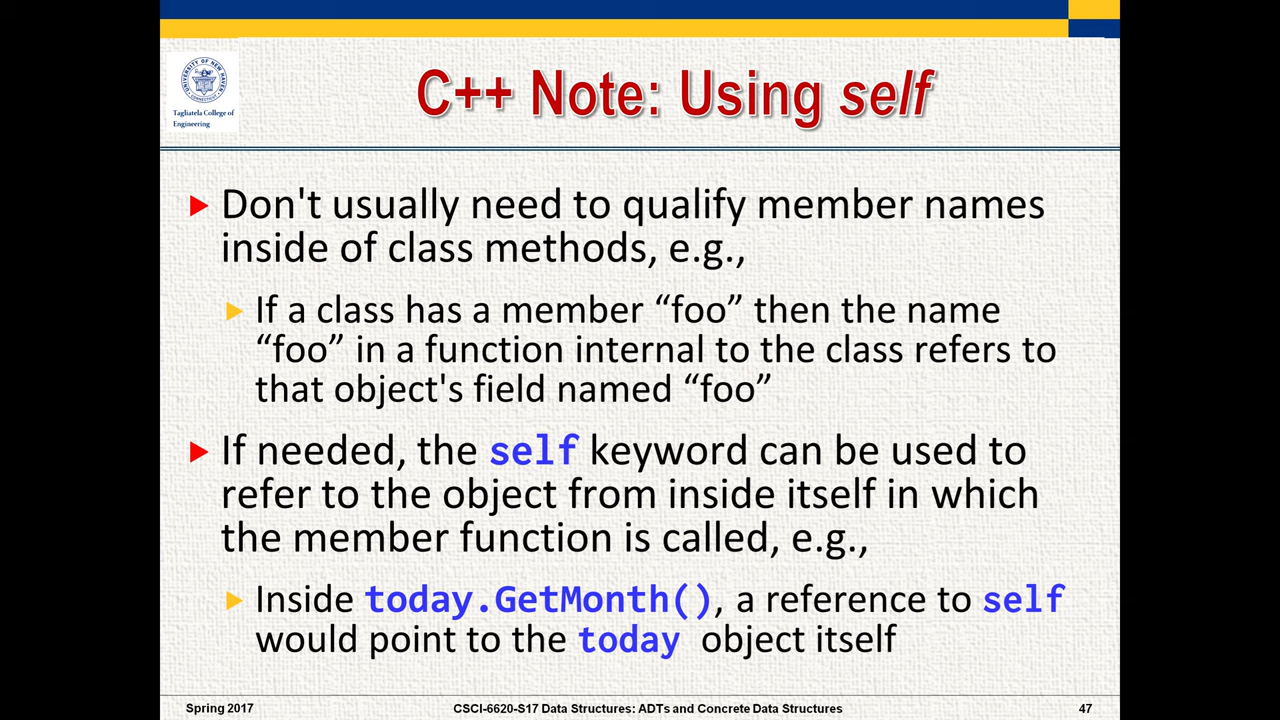 UNIVERSITY OF NEW HAVEN
Tagliatela College of
Engineering
C++ Note: Using self
Don't usually need to qualify member names
inside of class methods, e.g.,
If a class has a member “foo” then the name
“foo” in a function internal to the class refers to
that object's field named “foo”
If needed, the self keyword can be used to
refer to the object from inside itself in which
the member function is called, e.g.,
Inside today.GetMonth(), a reference to self
would point to the today object itself
Spring 2017
CSCI-6620-S17 Data Structures: ADTs and Concrete Data Structures
47